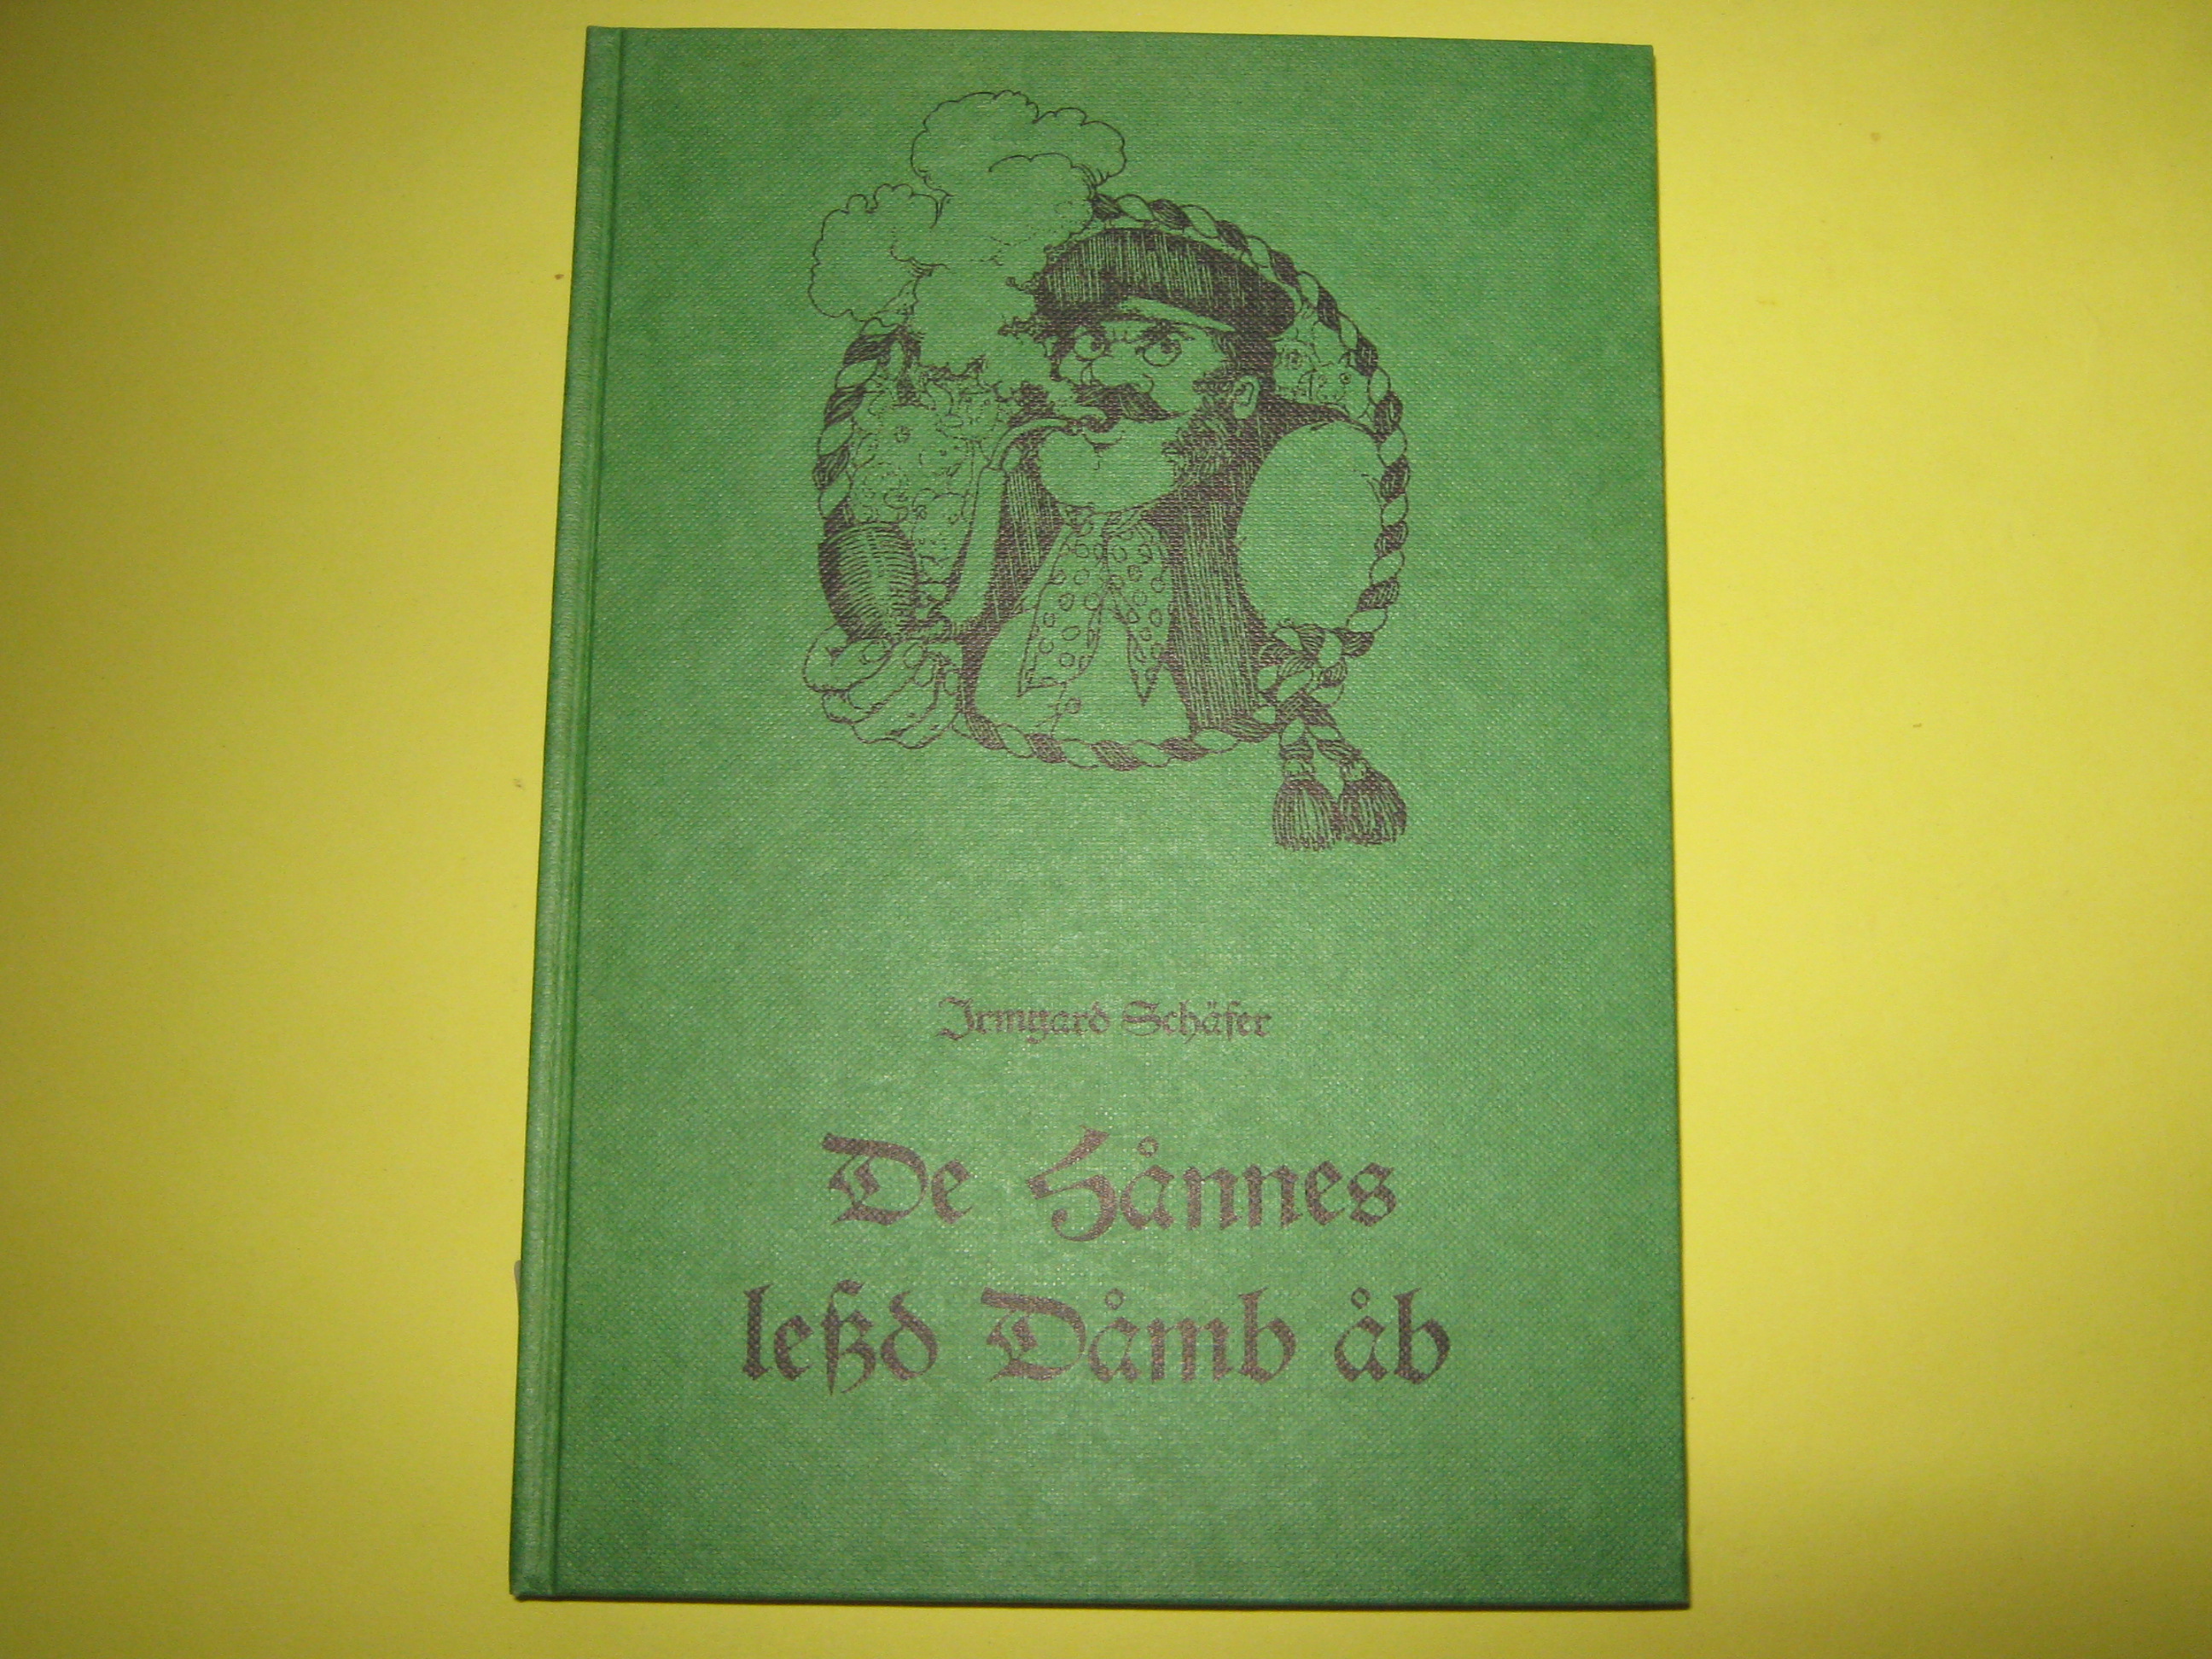 Irmgard Schäfer
De Hånnes
leßd Dåmb åb